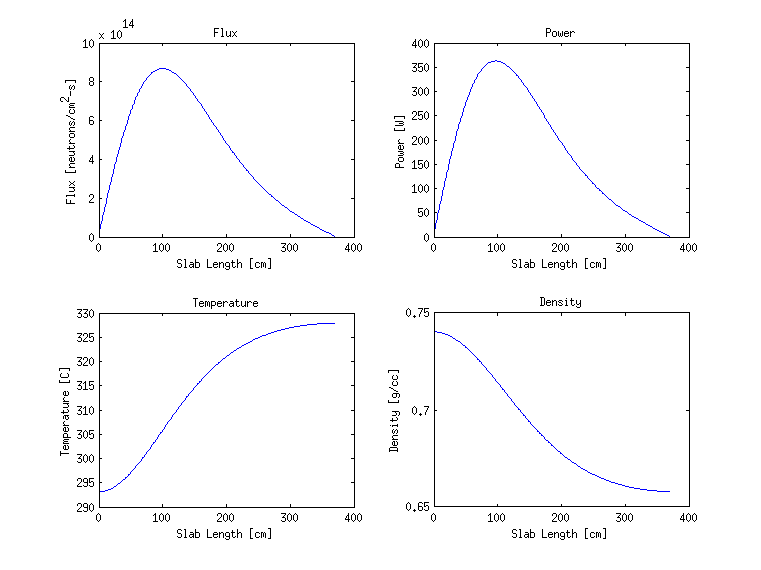 Flux
x 10^14
10
8
6
4
2
0
Flux [neutrons/cm^2-s]
0 100 200 300 400
Slab Length [cm]
Power
400
350
300
250
200
150
100
50
0
Power [W]
0 100 200 300 400
Slab Length [cm]
Temperature
330
325
320
315
310
305
300
295
290
Temperature [C]
0 100 200 300 400
Slab Length [cm]
Density
0.75
0.7
0.65
Density [g/cc]
0 100 200 300 400
Slab Length [cm]